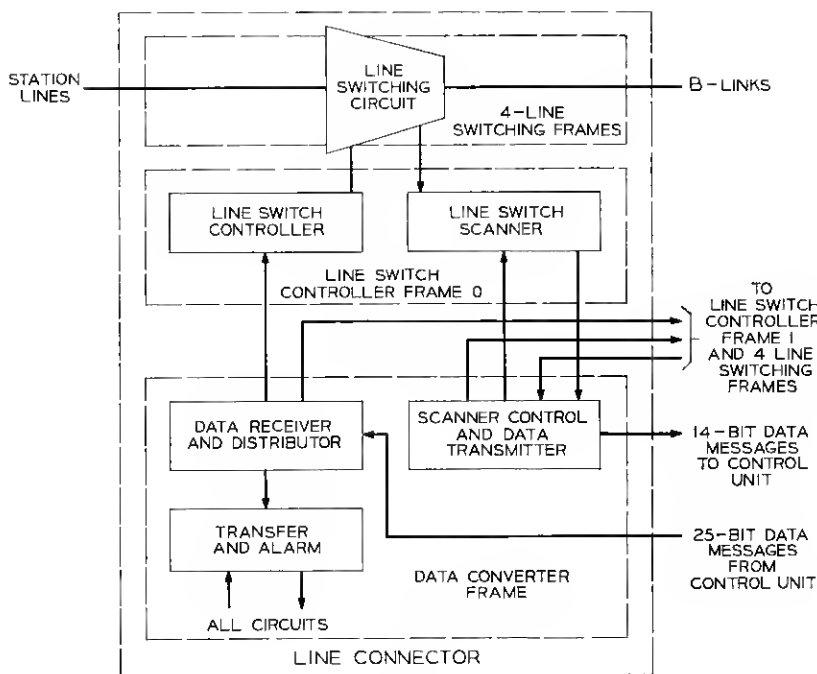 STATION
LINES
LINE
SWITCHING
CIRCUIT
B-LINKS
4-LINE
SWITCHING FRAMES
LINE SWITCH
CONTROLLER
LINE SWITCH
SCANNER
LINE SWITCH
CONTROLLER FRAME 0
TO
LINE SWITCH
CONTROLLER
FRAME 1
AND 4 LINE
SWITCHING
FRAMES
DATA RECEIVER
AND DISTRIBUTOR
SCANNER CONTROL
AND DATA
TRANSMITTER
14-BIT DATA
MESSAGES
TO CONTROL
UNIT
TRANSFER
AND ALARM
25-BIT DATA
MESSAGES
FROM
CONTROL UNIT
DATA CONVERTER
FRAME
ALL CIRCUITS
LINE CONNECTOR